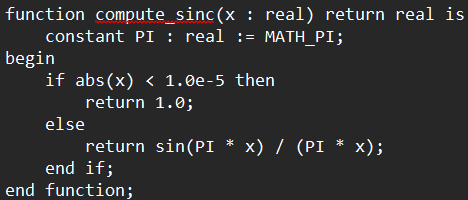 function compute_sinc(x : real) return real is
    constant PI : real := MATH_PI;
begin
    if abs(x) < 1.0e-5 then
        return 1.0;
    else
        return sin(PI * x) / (PI * x);
    end if;
end function;